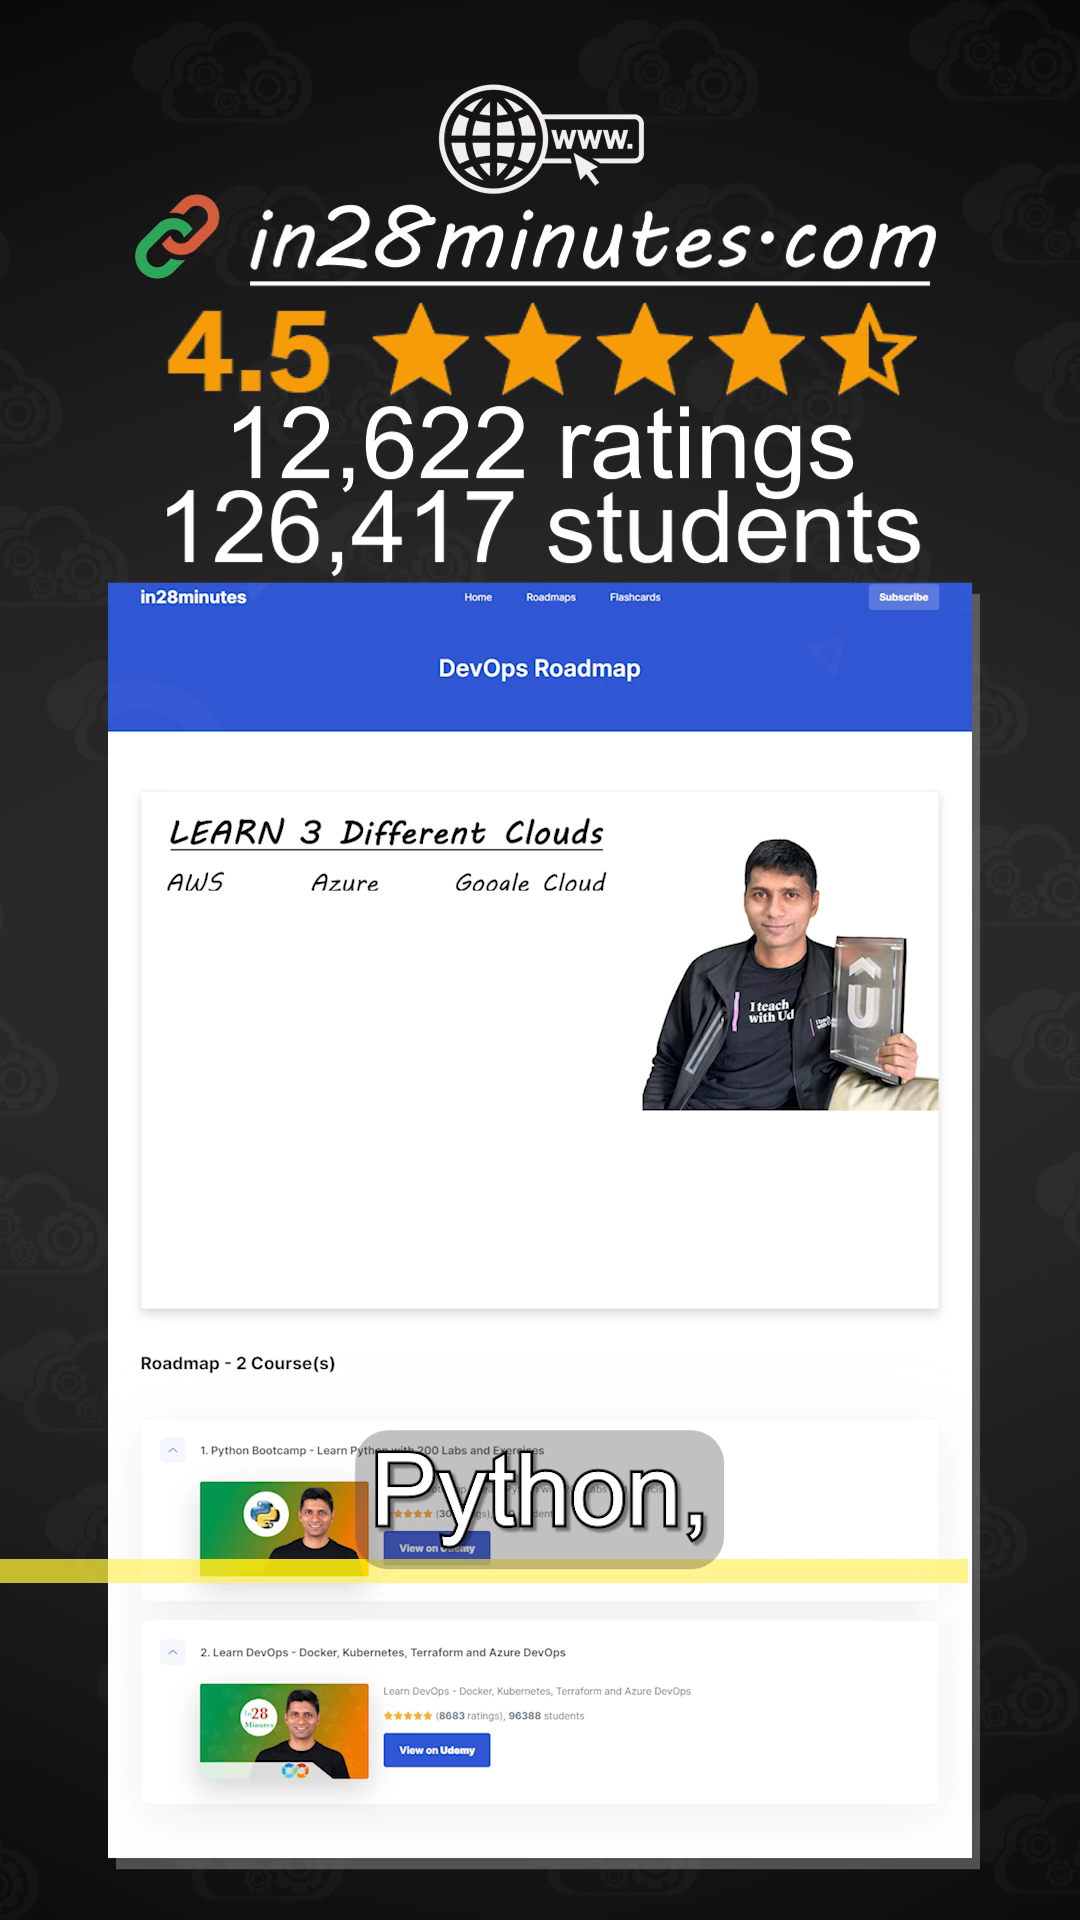 www.
in28minutes.com
4.5
12,622 ratings
126,417 students
in28minutes
Home
Roadmaps
Flashcards
Subscribe
DevOps Roadmap
LEARN 3 Different Clouds
AWS
Azure
Google Cloud
I teach
with Ud
U
Roadmap - 2 Course(s)
1. Python Bootcamp - Learn Python with 200 Labs and Exercises
Python,
View on Udemy
2. Learn DevOps - Docker, Kubernetes, Terraform and Azure DevOps
In28
Minutes
Learn DevOps - Docker, Kubernetes, Terraform and Azure DevOps
(8683 ratings), 96388 students
View on Udemy